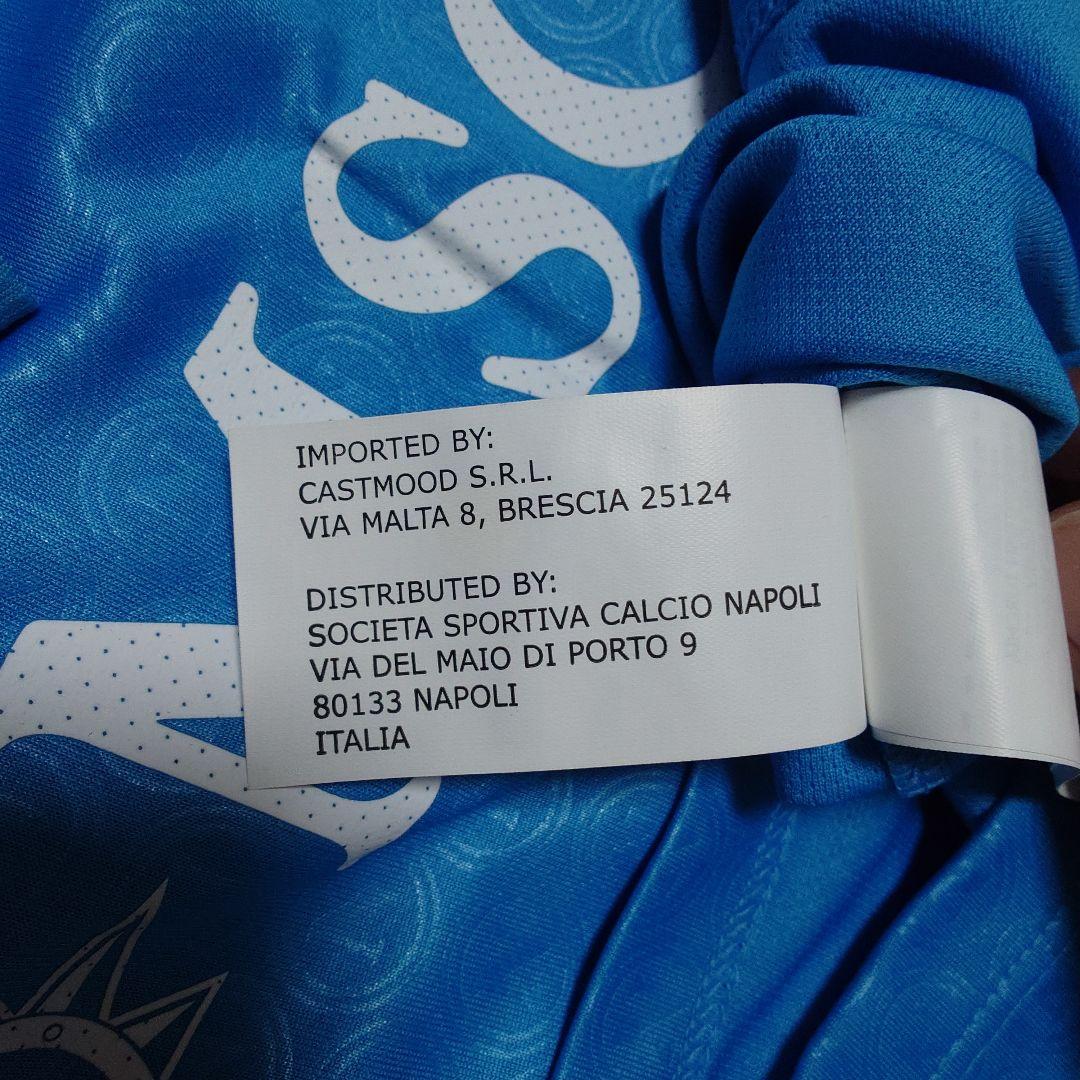 IMPORTED BY:
CASTMOOD S.R.L.
VIA MALTA 8, BRESCIA 25124
DISTRIBUTED BY:
SOCIETA SPORTIVA CALCIO NAPOLI
VIA DEL MAIO DI PORTO 9
80133 NAPOLI
ITALIA